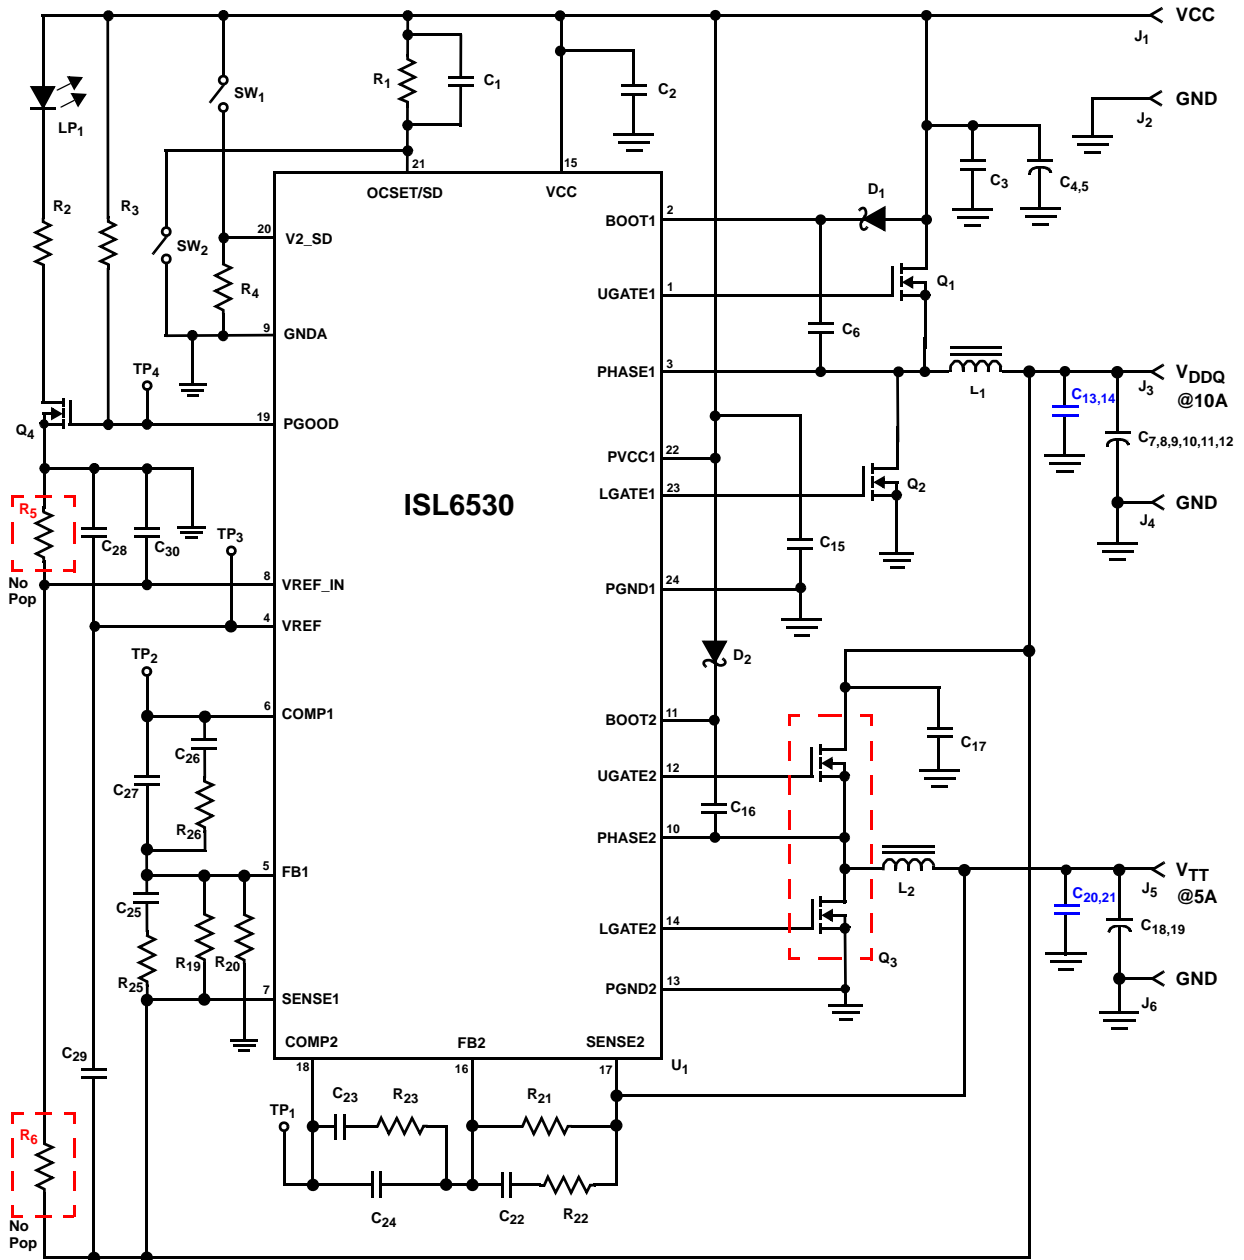 VCC
J1
R1
C1
SW1
C2
GND
J2
LP1
21
15
OCSET/SD
VCC
C3
C4,5
R2
R3
D1
2
BOOT1
SW2
20
V2_SD
R4
Q1
1
UGATE1
9
GNDA
C6
TP4
3
PHASE1
L1
VDDQ
J3
@10A
C13,14
Q4
19
PGOOD
C7,8,9,10,11,12
PVCC1
22
Q2
LGATE1
23
ISL6530
R5
GND
J4
TP3
C28
C30
C15
No
Pop
8
VREF_IN
PGND1
24
4
VREF
TP2
D2
6
COMP1
BOOT2
11
C26
C17
C27
UGATE2
12
R26
C16
PHASE2
10
5
FB1
VTT
J5
@5A
L2
C20,21
C25
LGATE2
14
C18,19
R25
R19
R20
Q3
7
SENSE1
PGND2
13
GND
J6
COMP2
FB2
SENSE2
C29
18
16
17
U1
C23
R23
R21
TP1
R6
C24
C22
R22
No
Pop